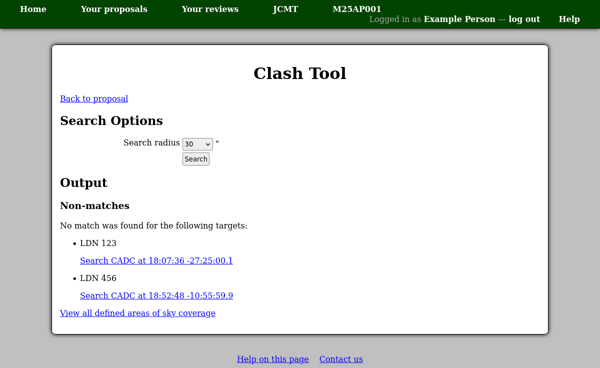 Home Your proposals Your reviews JCMT M25AP001
Logged in as Example Person — log out Help
Clash Tool
Back to proposal
Search Options
Search radius 30 "
Search
Output
Non-matches
No match was found for the following targets:
• LDN 123
Search CADC at 18:07:36 -27:25:00.1
• LDN 456
Search CADC at 18:52:48 -10:55:59.9
View all defined areas of sky coverage
Help on this page Contact us